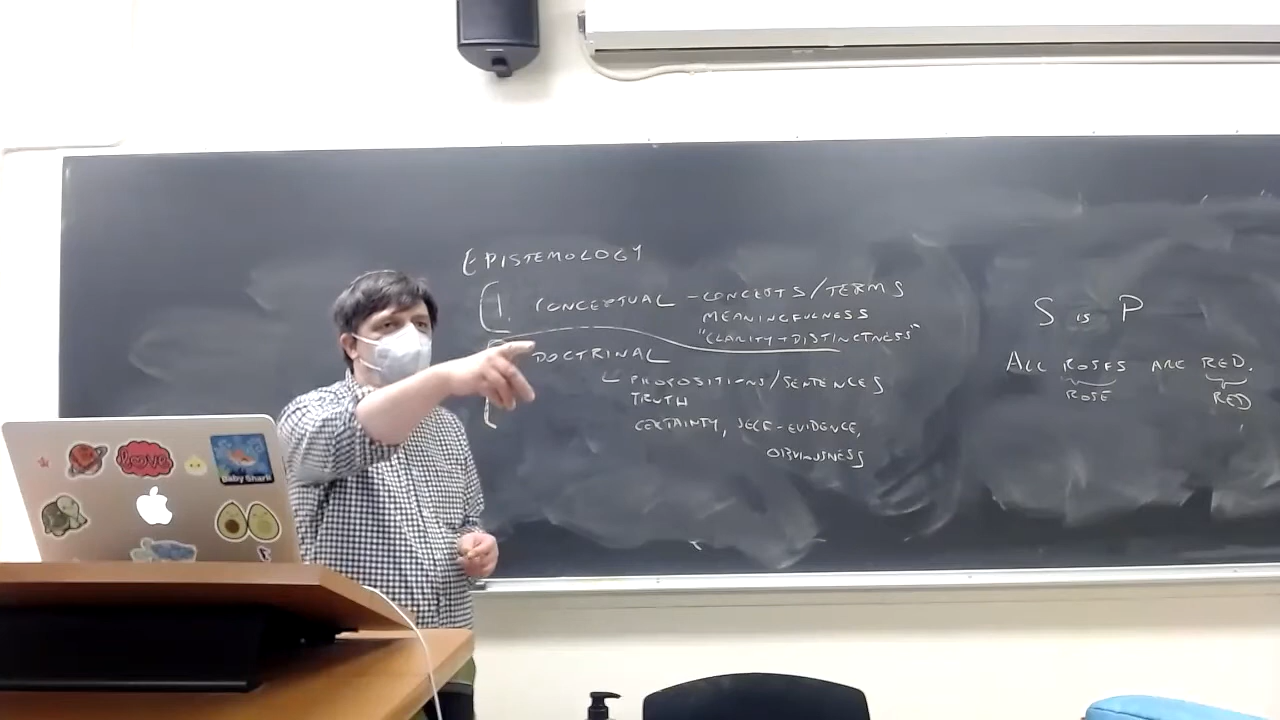 EPISTEMOLOGY
1. CONCEPTUAL - CONCEPTS/TERMS
MEANINGFULNESS
"CLARITY + DISTINCTNESS"
DOCTRINAL
PROPOSITIONS/SENTENCES
TRUTH
CERTAINTY, SELF-EVIDENCE,
OBVIOUSNESS
S is P
ALL ROSES ARE RED.
ROSE RED
love
Baby Shark